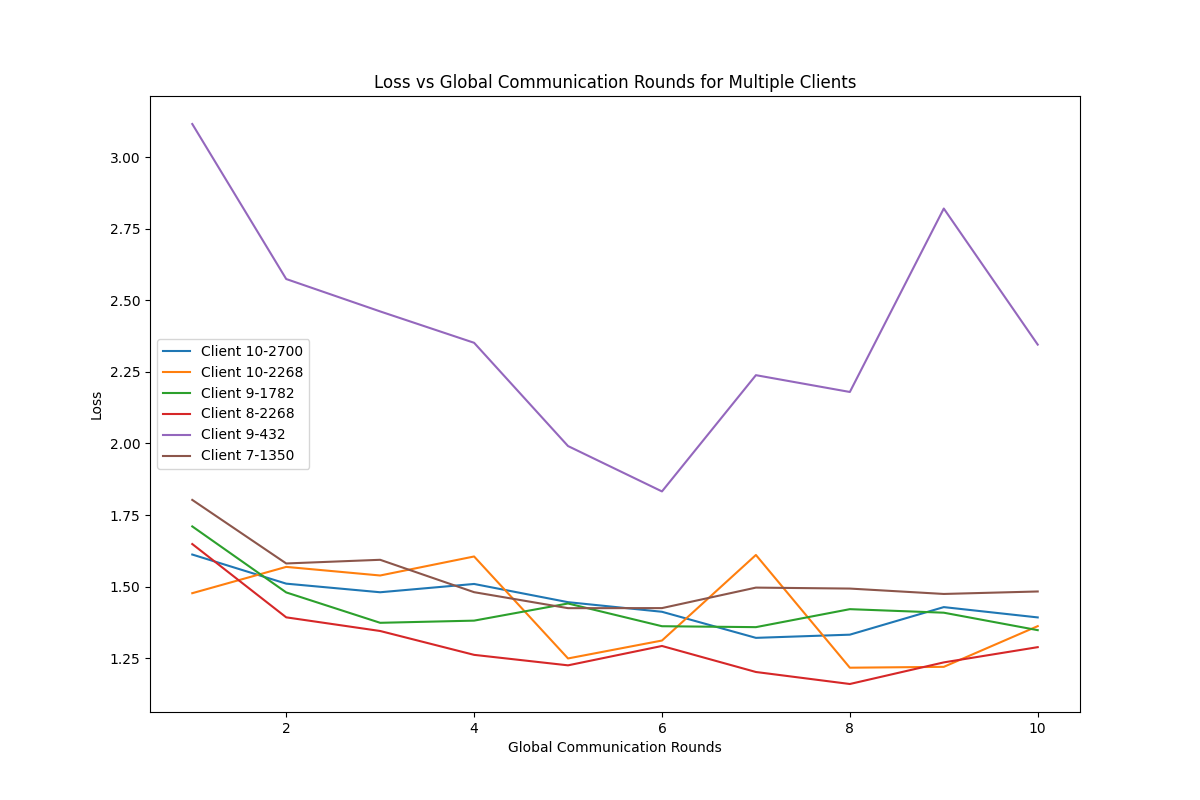 Loss vs Global Communication Rounds for Multiple Clients
3.00
2.75
2.50
2.25
2.00
1.75
1.50
1.25
Loss
Client 10-2700
Client 10-2268
Client 9-1782
Client 8-2268
Client 9-432
Client 7-1350
2 4 6 8 10
Global Communication Rounds